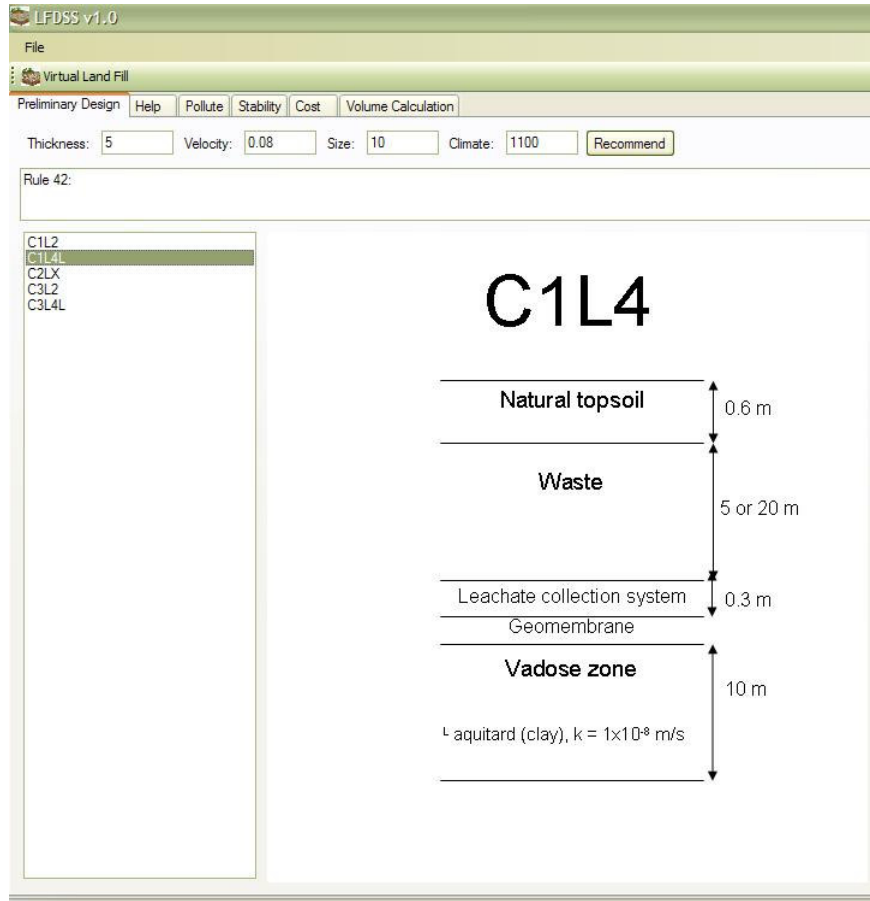 LFDSS v1.0
File
Virtual Land Fill
Preliminary Design Help Pollute Stability Cost Volume Calculation
Thickness: 5 Velocity: 0.08 Size: 10 Climate: 1100 Recommend
Rule 42:
C1L2
C1L4L
C2LX
C3L2
C3L4L
C1L4
Natural topsoil 0.6 m
Waste
5 or 20 m
Leachate collection system 0.3 m
Geomembrane
Vadose zone
10 m
L aquitard (clay), k = 1x10⁻⁸ m/s